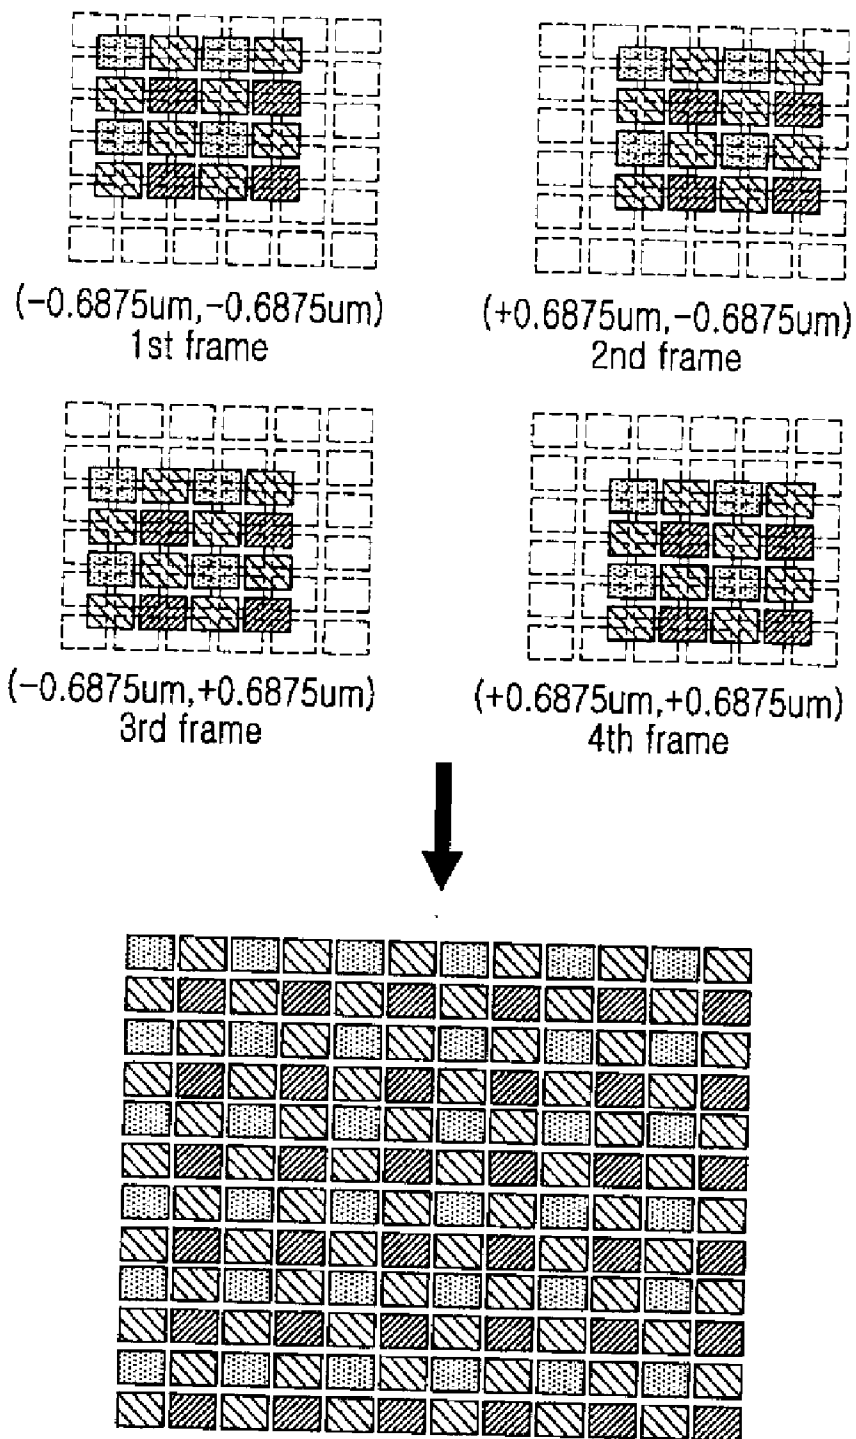 (-0.6875um,-0.6875um)
1st frame
(+0.6875um,-0.6875um)
2nd frame
(-0.6875um,+0.6875um)
3rd frame
(+0.6875um,+0.6875um)
4th frame